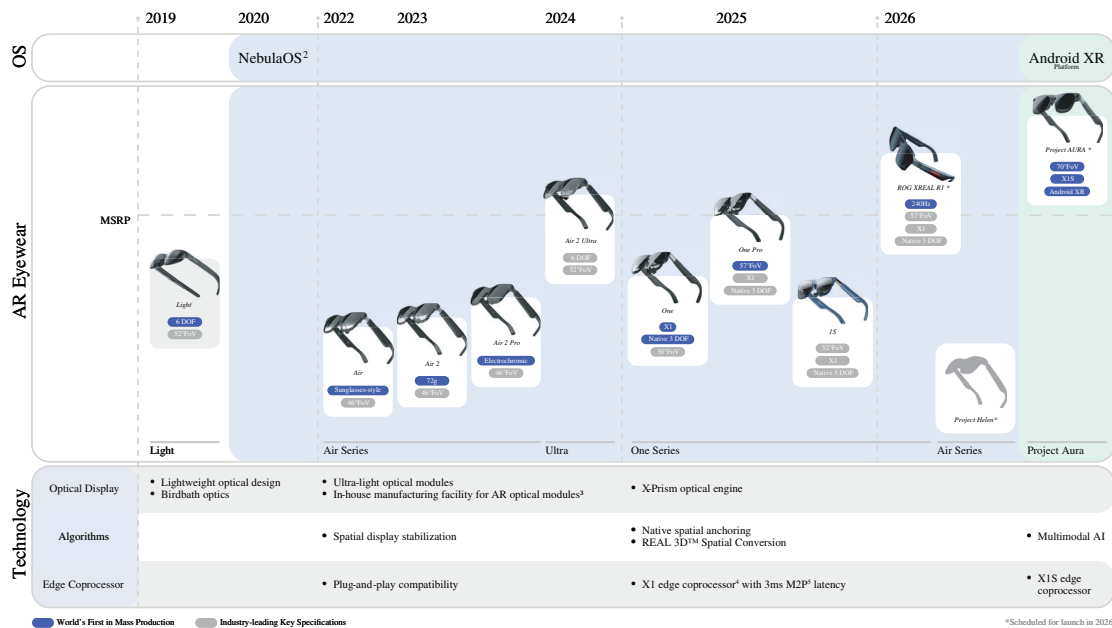 2019 2020 2022 2023 2024 2025 2026
OS
NebulaOS²
Android XR
Platform
AR Eyewear
MSRP
Light
6 DOF
52°FoV
Air
Sunglasses-style
46°FoV
Air 2
72g
46°FoV
Air 2 Pro
Electrochromic
46°FoV
Air 2 Ultra
6 DOF
52°FoV
One
X1
Native 3 DOF
50°FoV
One Pro
57°FoV
X1
Native 3 DOF
1S
52°FoV
X1
Native 3 DOF
ROG XREAL R1 *
240Hz
57°FoV
X1
Native 3 DOF
Project Helen*
Project AURA *
70°FoV
X1S
Android XR
Light Air Series Ultra One Series Air Series Project Aura
Technology
Optical Display
• Lightweight optical design
• Birdbath optics
• Ultra-light optical modules
• In-house manufacturing facility for AR optical modules³
• X-Prism optical engine
Algorithms
• Spatial display stabilization
• Native spatial anchoring
• REAL 3D™ Spatial Conversion
• Multimodal AI
Edge Coprocessor
• Plug-and-play compatibility
• X1 edge coprocessor⁴ with 3ms M2P⁵ latency
• X1S edge
coprocessor
World's First in Mass Production
Industry-leading Key Specifications
*Scheduled for launch in 2026